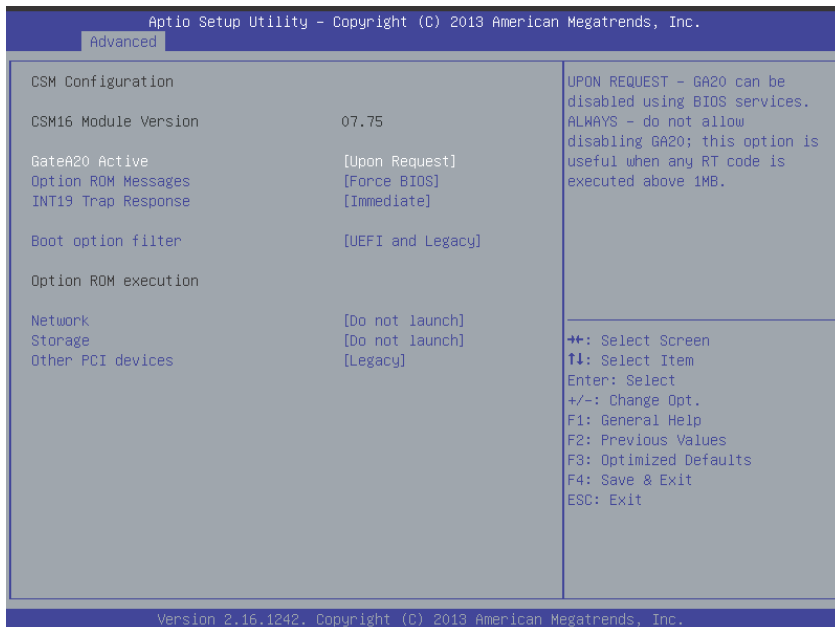 Aptio Setup Utility – Copyright (C) 2013 American Megatrends, Inc.
Advanced
CSM Configuration
CSM16 Module Version 07.75
GateA20 Active [Upon Request]
Option ROM Messages [Force BIOS]
INT19 Trap Response [Immediate]
Boot option filter [UEFI and Legacy]
Option ROM execution
Network [Do not launch]
Storage [Do not launch]
Other PCI devices [Legacy]
UPON REQUEST – GA20 can be
disabled using BIOS services.
ALWAYS – do not allow
disabling GA20; this option is
useful when any RT code is
executed above 1MB.
→←: Select Screen
↑↓: Select Item
Enter: Select
+/-: Change Opt.
F1: General Help
F2: Previous Values
F3: Optimized Defaults
F4: Save & Exit
ESC: Exit
Version 2.16.1242. Copyright (C) 2013 American Megatrends, Inc.